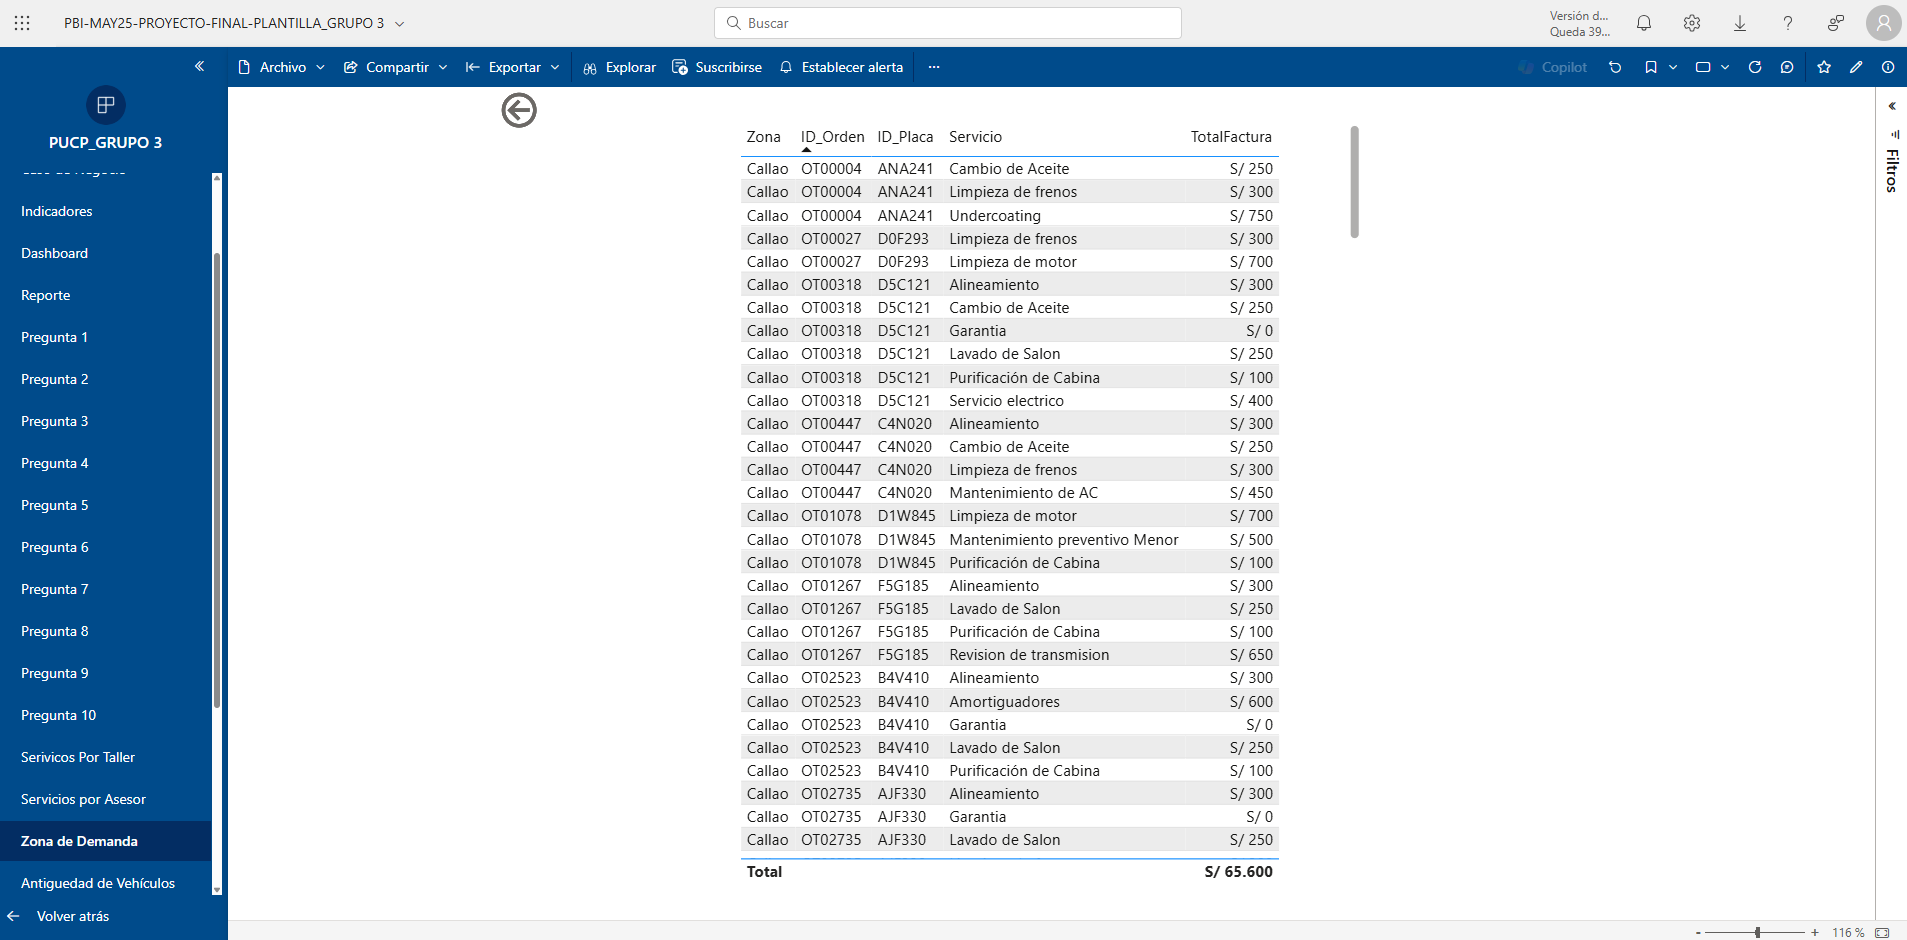 PBI-MAY25-PROYECTO-FINAL-PLANTILLA_GRUPO 3
Buscar
Versión d...
Queda 39...
Archivo Compartir Exportar Explorar Suscribirse Establecer alerta ... Copilot
PUCP_GRUPO 3
Indicadores
Dashboard
Reporte
Pregunta 1
Pregunta 2
Pregunta 3
Pregunta 4
Pregunta 5
Pregunta 6
Pregunta 7
Pregunta 8
Pregunta 9
Pregunta 10
Serivicos Por Taller
Servicios por Asesor
Zona de Demanda
Antiguedad de Vehículos
Volver atrás
Zona ID_Orden ID_Placa Servicio TotalFactura
Callao OT00004 ANA241 Cambio de Aceite S/ 250
Callao OT00004 ANA241 Limpieza de frenos S/ 300
Callao OT00004 ANA241 Undercoating S/ 750
Callao OT00027 D0F293 Limpieza de frenos S/ 300
Callao OT00027 D0F293 Limpieza de motor S/ 700
Callao OT00318 D5C121 Alineamiento S/ 300
Callao OT00318 D5C121 Cambio de Aceite S/ 250
Callao OT00318 D5C121 Garantia S/ 0
Callao OT00318 D5C121 Lavado de Salon S/ 250
Callao OT00318 D5C121 Purificación de Cabina S/ 100
Callao OT00318 D5C121 Servicio electrico S/ 400
Callao OT00447 C4N020 Alineamiento S/ 300
Callao OT00447 C4N020 Cambio de Aceite S/ 250
Callao OT00447 C4N020 Limpieza de frenos S/ 300
Callao OT00447 C4N020 Mantenimiento de AC S/ 450
Callao OT01078 D1W845 Limpieza de motor S/ 700
Callao OT01078 D1W845 Mantenimiento preventivo Menor S/ 500
Callao OT01078 D1W845 Purificación de Cabina S/ 100
Callao OT01267 F5G185 Alineamiento S/ 300
Callao OT01267 F5G185 Lavado de Salon S/ 250
Callao OT01267 F5G185 Purificación de Cabina S/ 100
Callao OT01267 F5G185 Revision de transmision S/ 650
Callao OT02523 B4V410 Alineamiento S/ 300
Callao OT02523 B4V410 Amortiguadores S/ 600
Callao OT02523 B4V410 Garantia S/ 0
Callao OT02523 B4V410 Lavado de Salon S/ 250
Callao OT02523 B4V410 Purificación de Cabina S/ 100
Callao OT02735 AJF330 Alineamiento S/ 300
Callao OT02735 AJF330 Garantia S/ 0
Callao OT02735 AJF330 Lavado de Salon S/ 250
Total S/ 65.600
Filtros
- + 116 %